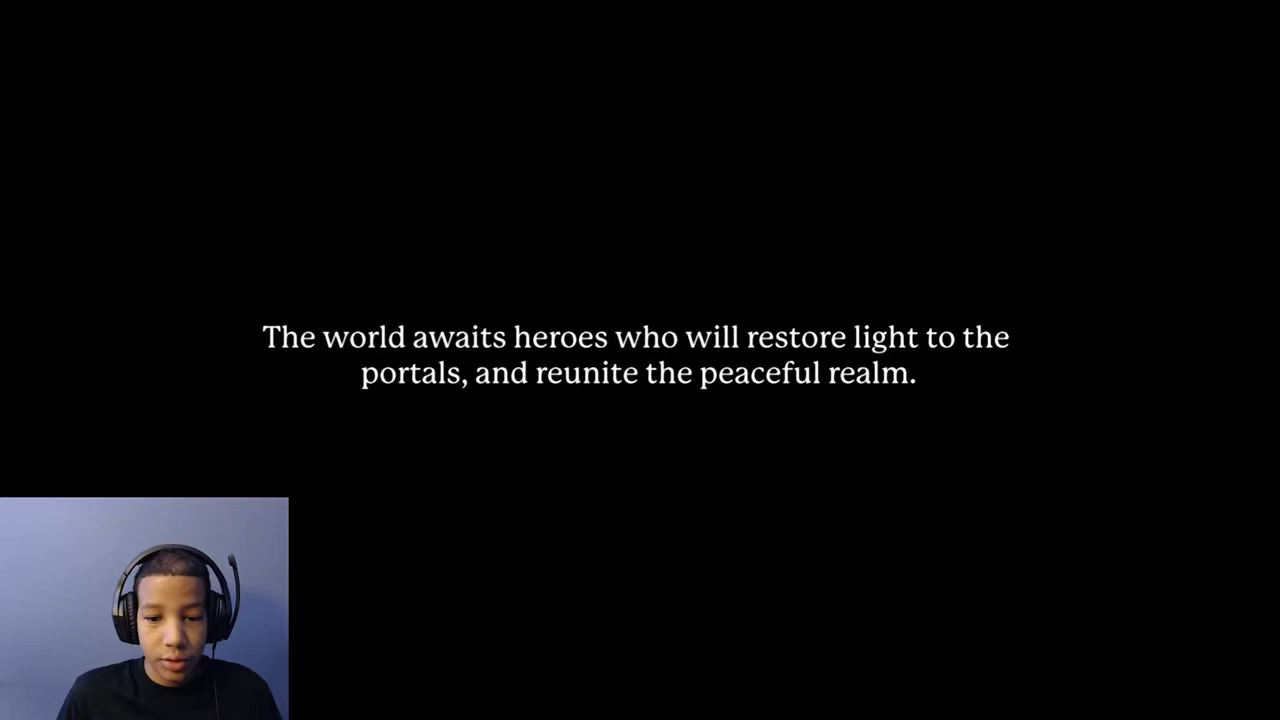 The world awaits heroes who will restore light to the
portals, and reunite the peaceful realm.